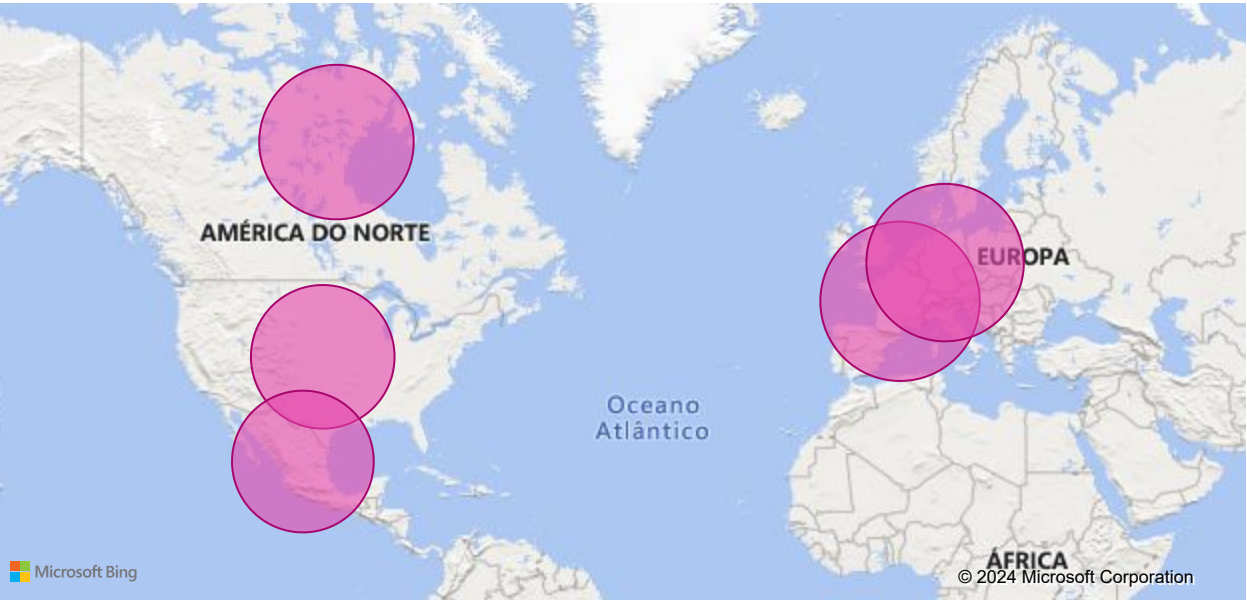 AMÉRICA DO NORTE
EUROPA
Oceano
Atlântico
ÁFRICA
Microsoft Bing
© 2024 Microsoft Corporation